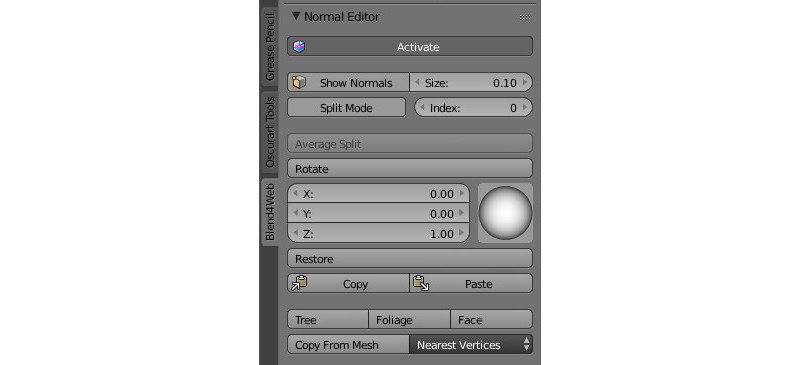 Normal Editor
Activate
Show Normals Size: 0.10
Split Mode Index: 0
Average Split
Rotate
X: 0.00
Y: 0.00
Z: 1.00
Restore
Copy Paste
Tree Foliage Face
Copy From Mesh Nearest Vertices
Grease Pencil
Oscurart Tools
Blend4Web